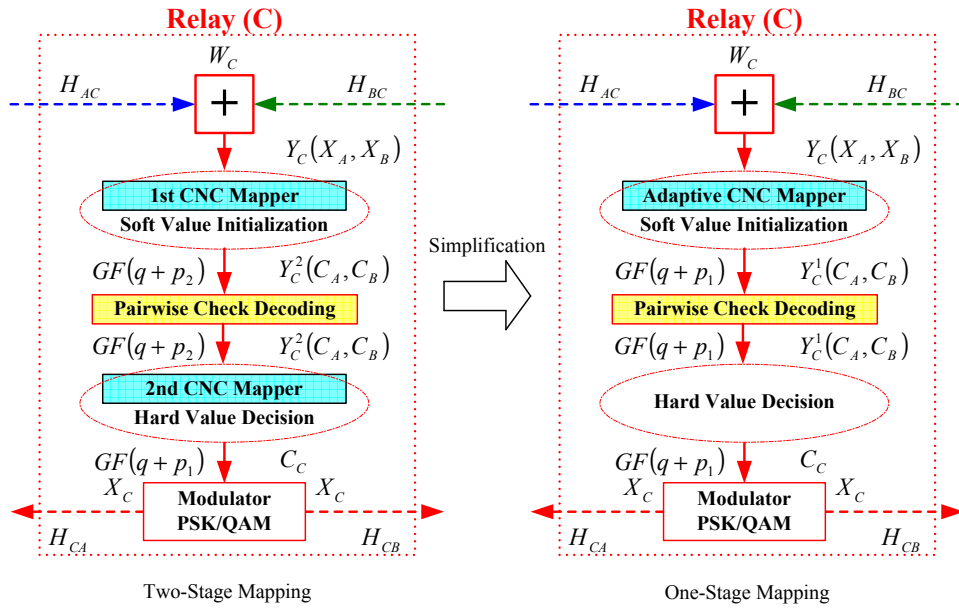 Relay (C)
W_C
H_AC
H_BC
+
Y_C(X_A, X_B)
1st CNC Mapper
Soft Value Initialization
GF(q + p_2)
Y_C^2(C_A, C_B)
Pairwise Check Decoding
GF(q + p_2)
Y_C^2(C_A, C_B)
2nd CNC Mapper
Hard Value Decision
GF(q + p_1)
C_C
X_C
Modulator
PSK/QAM
X_C
H_CA
H_CB
Two-Stage Mapping
Simplification
Relay (C)
W_C
H_AC
H_BC
+
Y_C(X_A, X_B)
Adaptive CNC Mapper
Soft Value Initialization
GF(q + p_1)
Y_C^1(C_A, C_B)
Pairwise Check Decoding
GF(q + p_1)
Y_C^1(C_A, C_B)
Hard Value Decision
GF(q + p_1)
C_C
X_C
Modulator
PSK/QAM
X_C
H_CA
H_CB
One-Stage Mapping